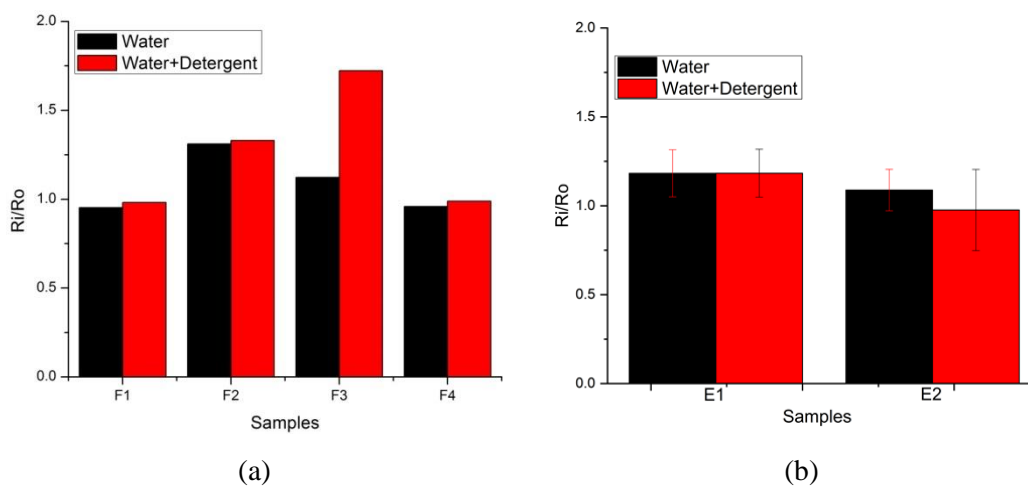 2.0
1.5
1.0
0.5
0.0
Ri/Ro
Water
Water+Detergent
F1
F2
F3
F4
Samples
(a)
2.0
1.5
1.0
0.5
0.0
Ri/Ro
Water
Water+Detergent
E1
E2
Samples
(b)